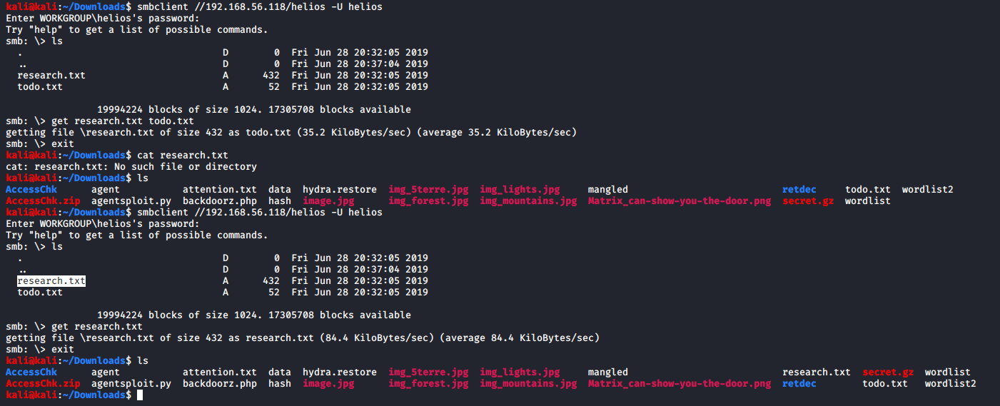 kali@kali:~/Downloads$ smbclient //192.168.56.118/helios -U helios
Enter WORKGROUP\helios's password:
Try "help" to get a list of possible commands.
smb: \> ls
  .                                   D        0  Fri Jun 28 20:32:05 2019
  ..                                  D        0  Fri Jun 28 20:37:04 2019
  research.txt                        A      432  Fri Jun 28 20:32:05 2019
  todo.txt                            A       52  Fri Jun 28 20:32:05 2019
                19994224 blocks of size 1024. 17305708 blocks available
smb: \> get research.txt todo.txt
getting file \research.txt of size 432 as todo.txt (35.2 KiloBytes/sec) (average 35.2 KiloBytes/sec)
smb: \> exit
kali@kali:~/Downloads$ cat research.txt
cat: research.txt: No such file or directory
kali@kali:~/Downloads$ ls
AccessChk      agent           attention.txt  data  hydra.restore  img_5terre.jpg  img_lights.jpg     mangled                           retdec     todo.txt  wordlist2
AccessChk.zip  agentsploit.py  backdoorz.php  hash  image.jpg      img_forest.jpg  img_mountains.jpg  Matrix_can-show-you-the-door.png  secret.gz  wordlist
kali@kali:~/Downloads$ smbclient //192.168.56.118/helios -U helios
Enter WORKGROUP\helios's password:
Try "help" to get a list of possible commands.
smb: \> ls
  .                                   D        0  Fri Jun 28 20:32:05 2019
  ..                                  D        0  Fri Jun 28 20:37:04 2019
  research.txt                        A      432  Fri Jun 28 20:32:05 2019
  todo.txt                            A       52  Fri Jun 28 20:32:05 2019
                19994224 blocks of size 1024. 17305708 blocks available
smb: \> get research.txt
getting file \research.txt of size 432 as research.txt (84.4 KiloBytes/sec) (average 84.4 KiloBytes/sec)
smb: \> exit
kali@kali:~/Downloads$ ls
AccessChk      agent           attention.txt  data  hydra.restore  img_5terre.jpg  img_lights.jpg     mangled                           research.txt  secret.gz  wordlist
AccessChk.zip  agentsploit.py  backdoorz.php  hash  image.jpg      img_forest.jpg  img_mountains.jpg  Matrix_can-show-you-the-door.png  retdec        todo.txt   wordlist2
kali@kali:~/Downloads$